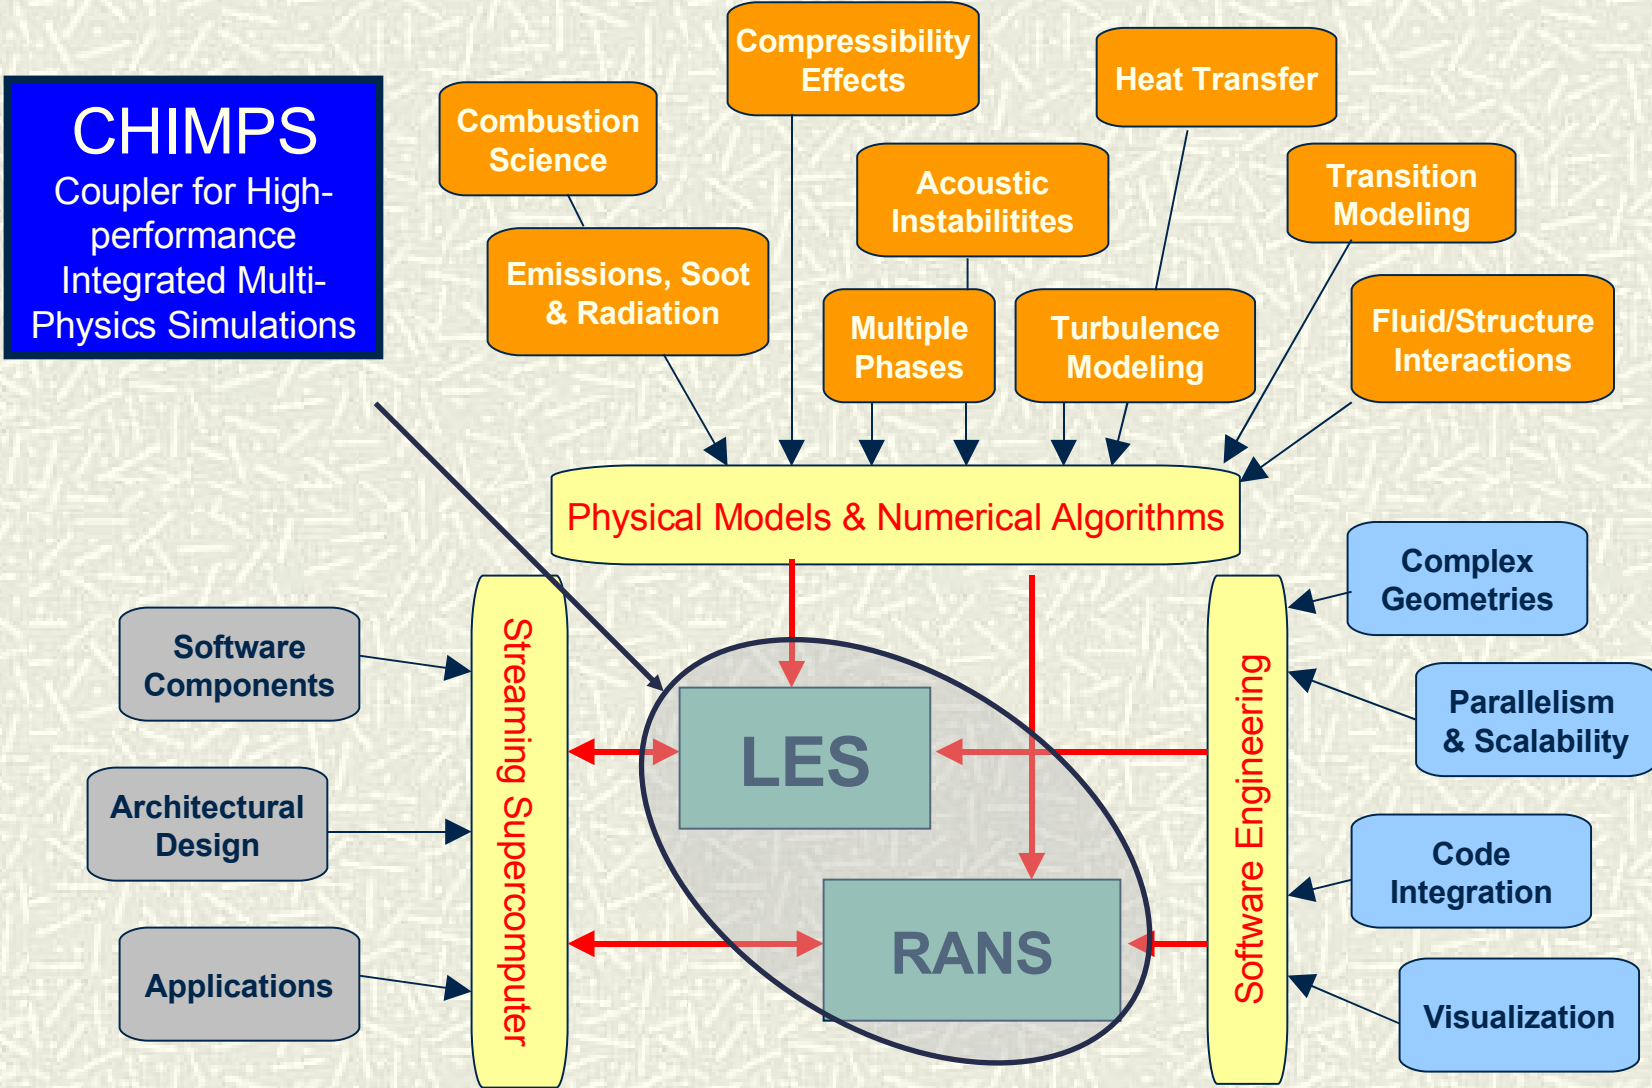 CHIMPS
Coupler for High-
performance
Integrated Multi-
Physics Simulations
Combustion
Science
Compressibility
Effects
Heat Transfer
Acoustic
Instabilitites
Transition
Modeling
Emissions, Soot
& Radiation
Multiple
Phases
Turbulence
Modeling
Fluid/Structure
Interactions
Physical Models & Numerical Algorithms
Software
Components
Architectural
Design
Applications
Streaming Supercomputer
LES
RANS
Software Engineering
Complex
Geometries
Parallelism
& Scalability
Code
Integration
Visualization